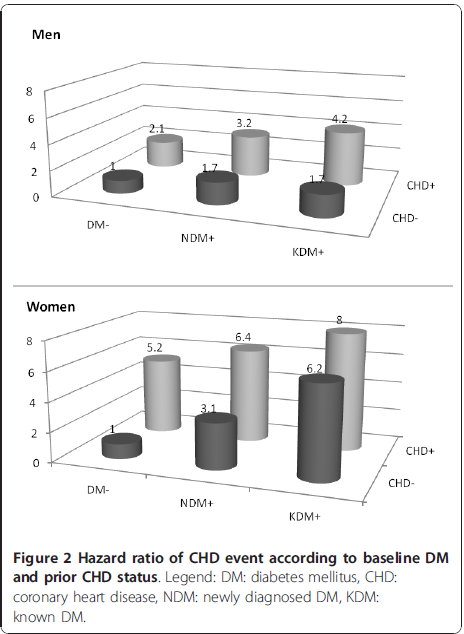 Men
8
6
4
2
0
2.1
3.2
4.2
1
1.7
1.7
CHD+
CHD-
DM-
NDM+
KDM+
Women
8
6
4
2
0
5.2
6.4
8
1
3.1
6.2
CHD+
CHD-
DM-
NDM+
KDM+
Figure 2 Hazard ratio of CHD event according to baseline DM
and prior CHD status. Legend: DM: diabetes mellitus, CHD:
coronary heart disease, NDM: newly diagnosed DM, KDM:
known DM.